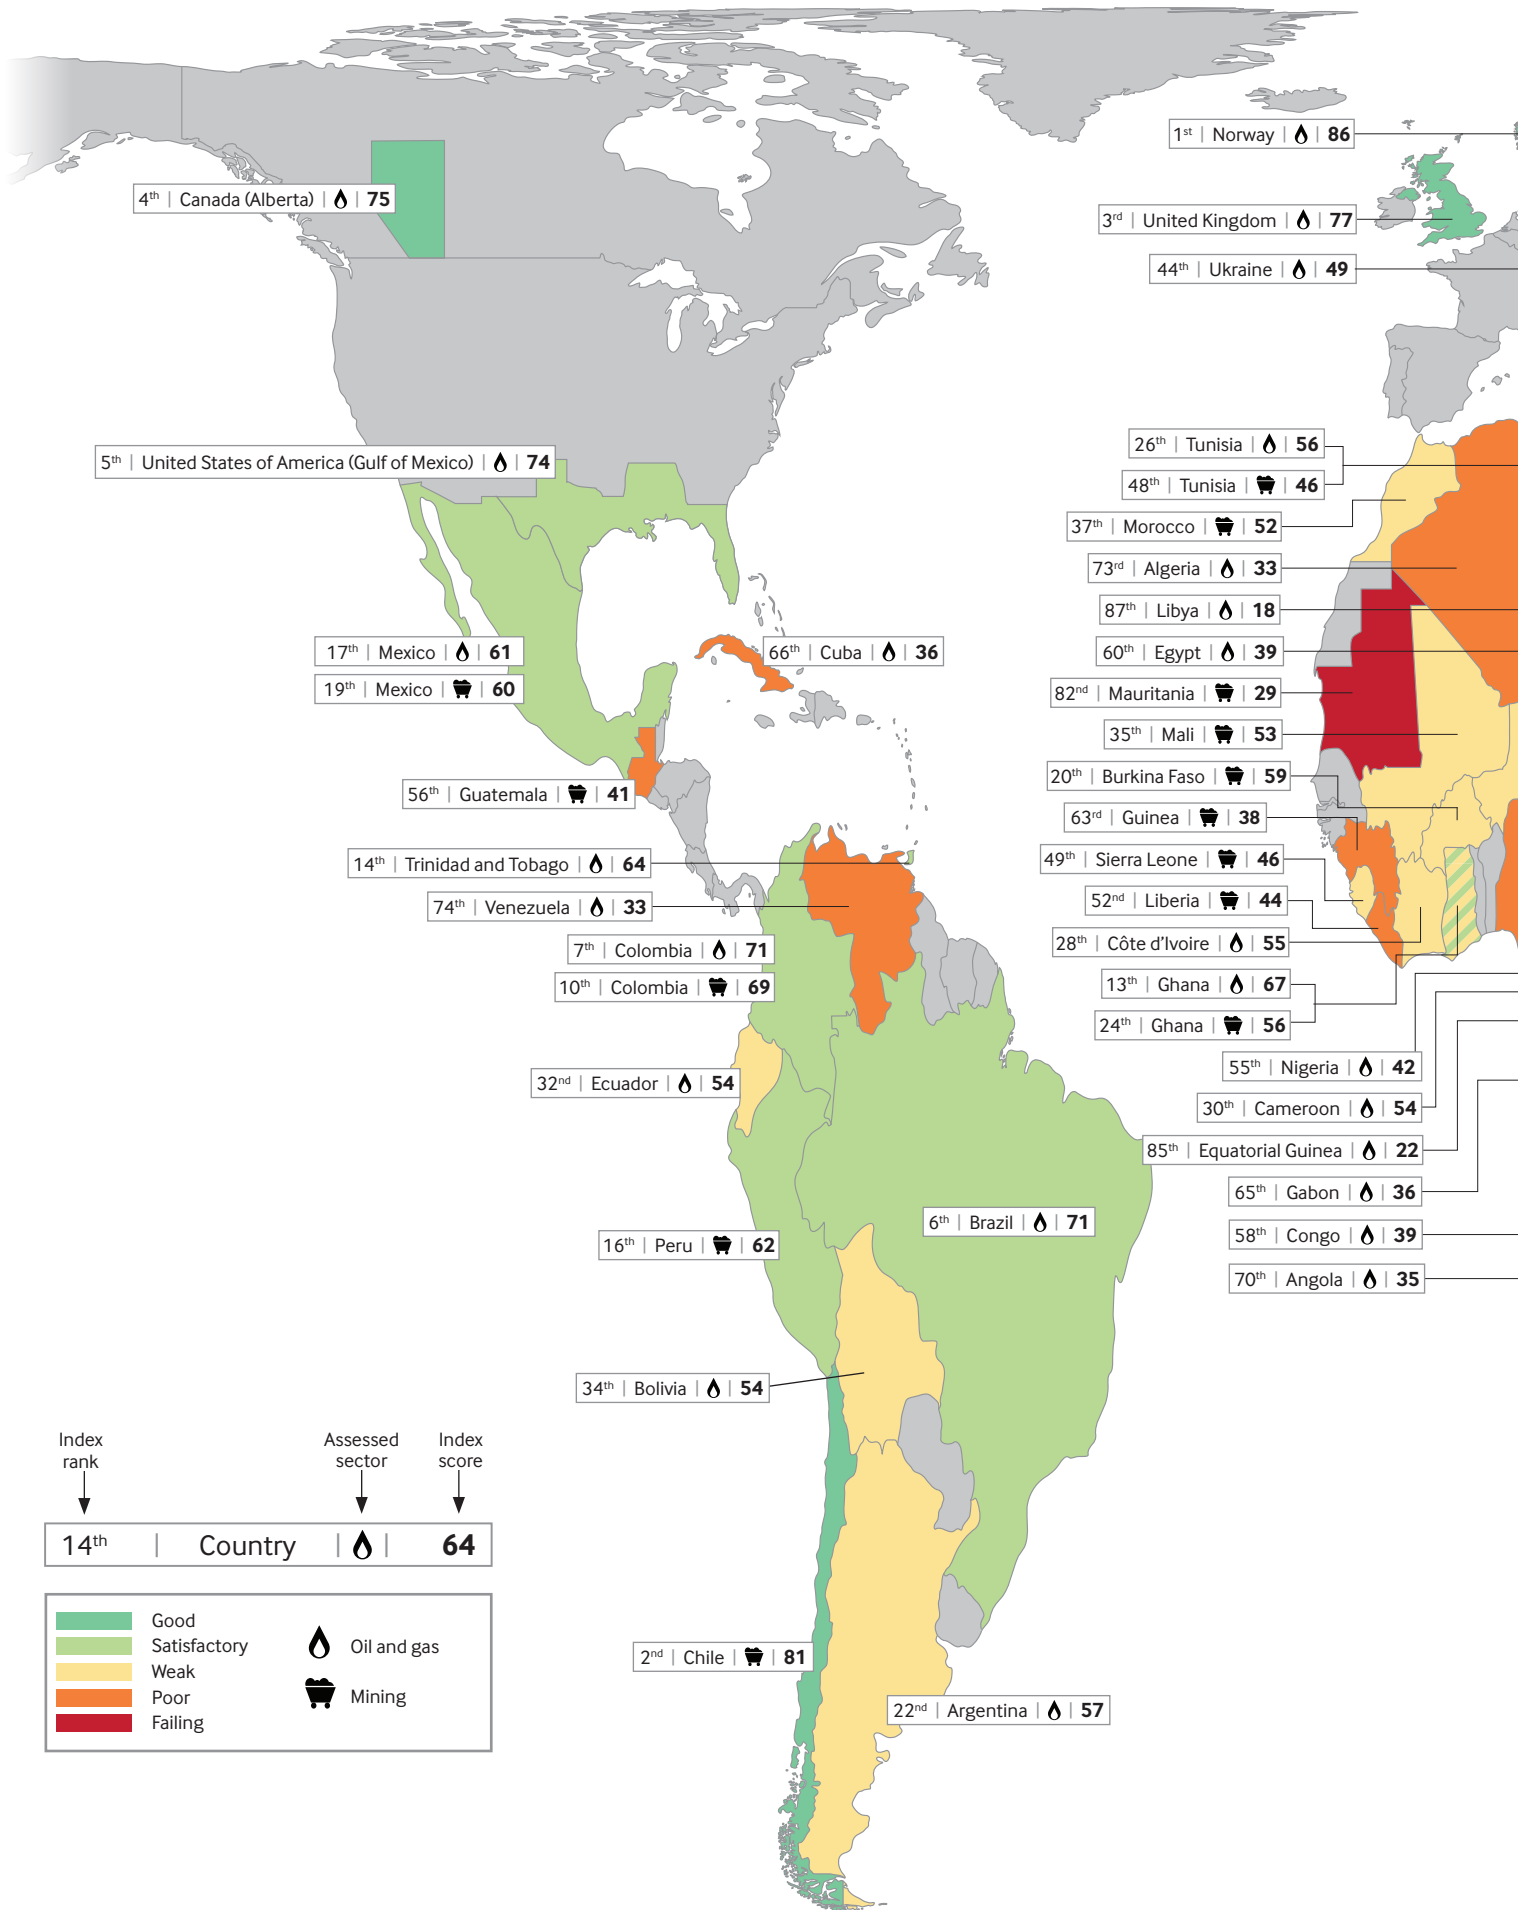 1st | Norway | 86
4th | Canada (Alberta) | 75
3rd | United Kingdom | 77
44th | Ukraine | 49
5th | United States of America (Gulf of Mexico) | 74
26th | Tunisia | 56
48th | Tunisia | 46
37th | Morocco | 52
73rd | Algeria | 33
87th | Libya | 18
17th | Mexico | 61
19th | Mexico | 60
66th | Cuba | 36
60th | Egypt | 39
82nd | Mauritania | 29
35th | Mali | 53
20th | Burkina Faso | 59
56th | Guatemala | 41
63rd | Guinea | 38
14th | Trinidad and Tobago | 64
49th | Sierra Leone | 46
74th | Venezuela | 33
52nd | Liberia | 44
7th | Colombia | 71
28th | Côte d'Ivoire | 55
10th | Colombia | 69
13th | Ghana | 67
24th | Ghana | 56
55th | Nigeria | 42
32nd | Ecuador | 54
30th | Cameroon | 54
85th | Equatorial Guinea | 22
65th | Gabon | 36
6th | Brazil | 71
16th | Peru | 62
58th | Congo | 39
70th | Angola | 35
34th | Bolivia | 54
Index
rank
Assessed
sector
Index
score
14th | Country | | 64
Good
Satisfactory
Weak
Poor
Failing
Oil and gas
Mining
2nd | Chile | 81
22nd | Argentina | 57